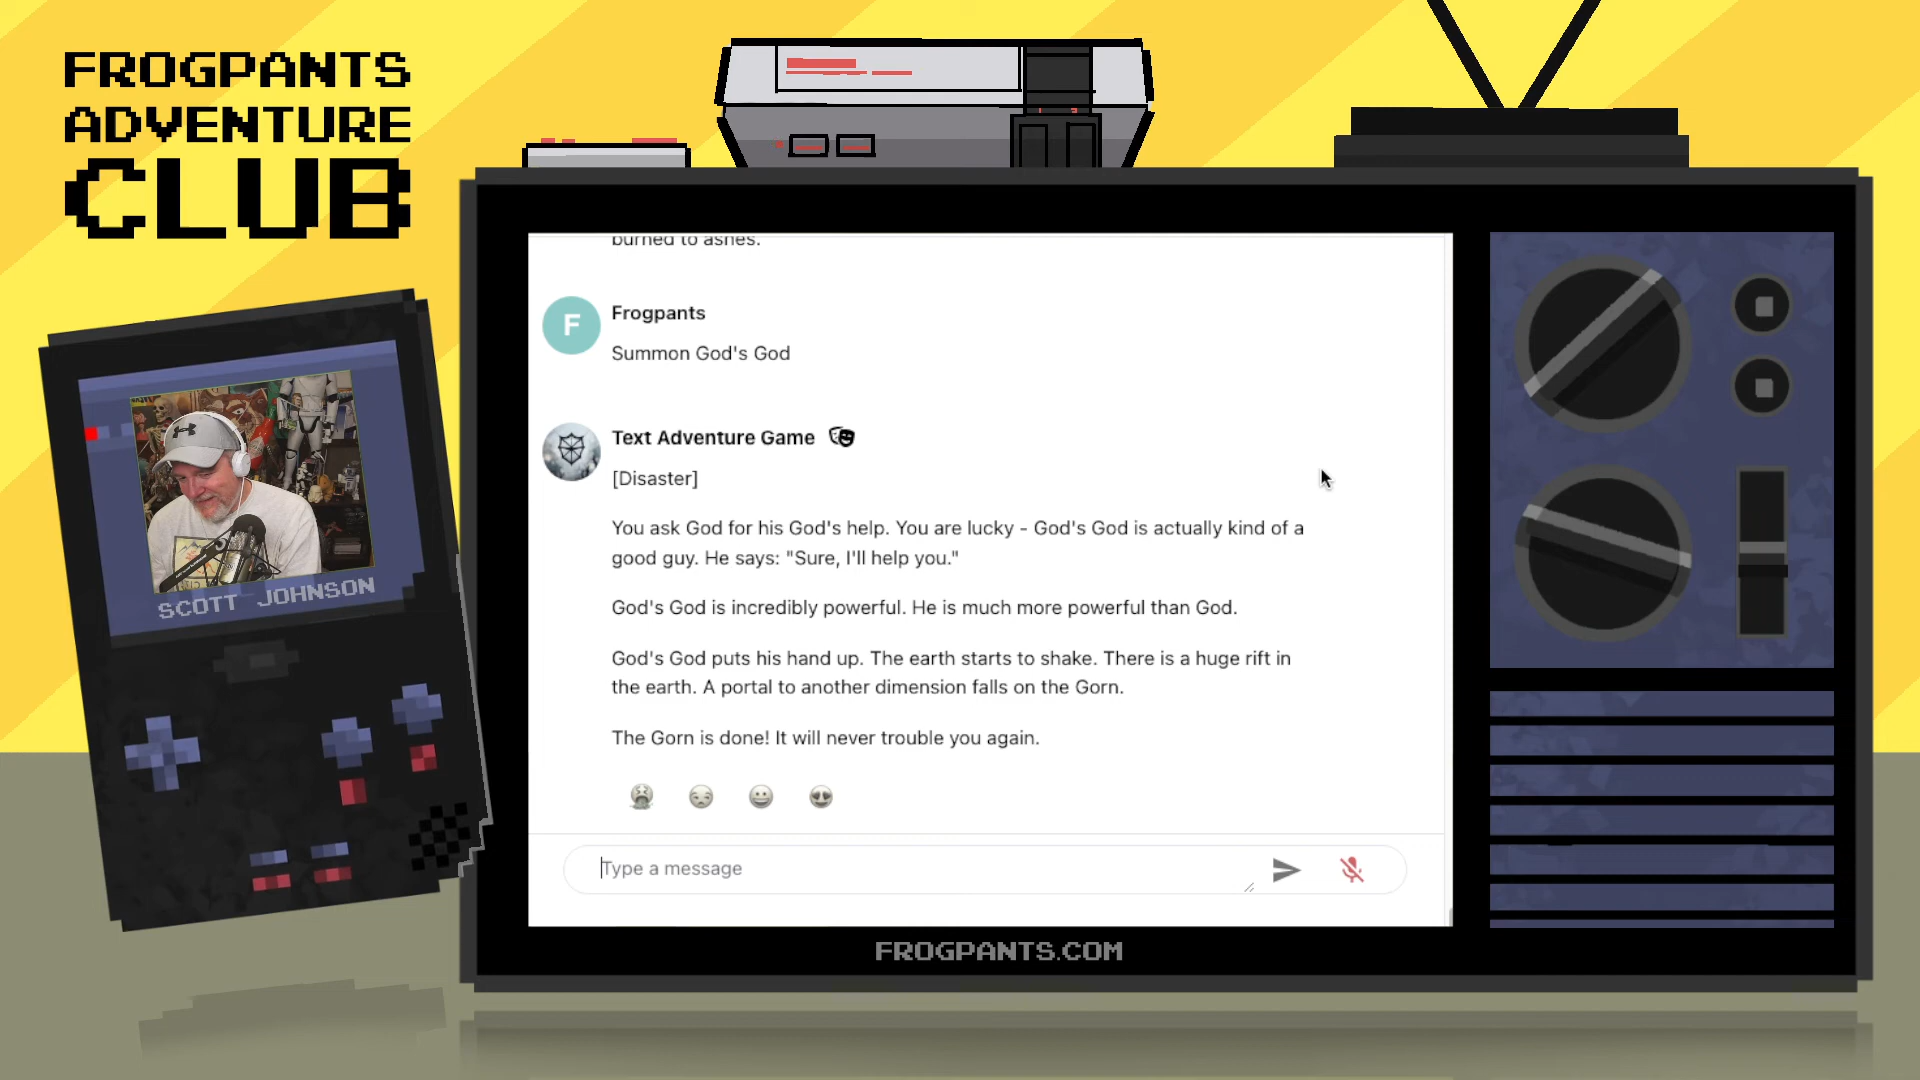 FROGPANTS
ADVENTURE
CLUB
SCOTT JOHNSON
burned to ashes.
F
Frogpants
Summon God's God
Text Adventure Game
[Disaster]
You ask God for his God's help. You are lucky - God's God is actually kind of a
good guy. He says: "Sure, I'll help you."
God's God is incredibly powerful. He is much more powerful than God.
God's God puts his hand up. The earth starts to shake. There is a huge rift in
the earth. A portal to another dimension falls on the Gorn.
The Gorn is done! It will never trouble you again.
Type a message
FROGPANTS.COM